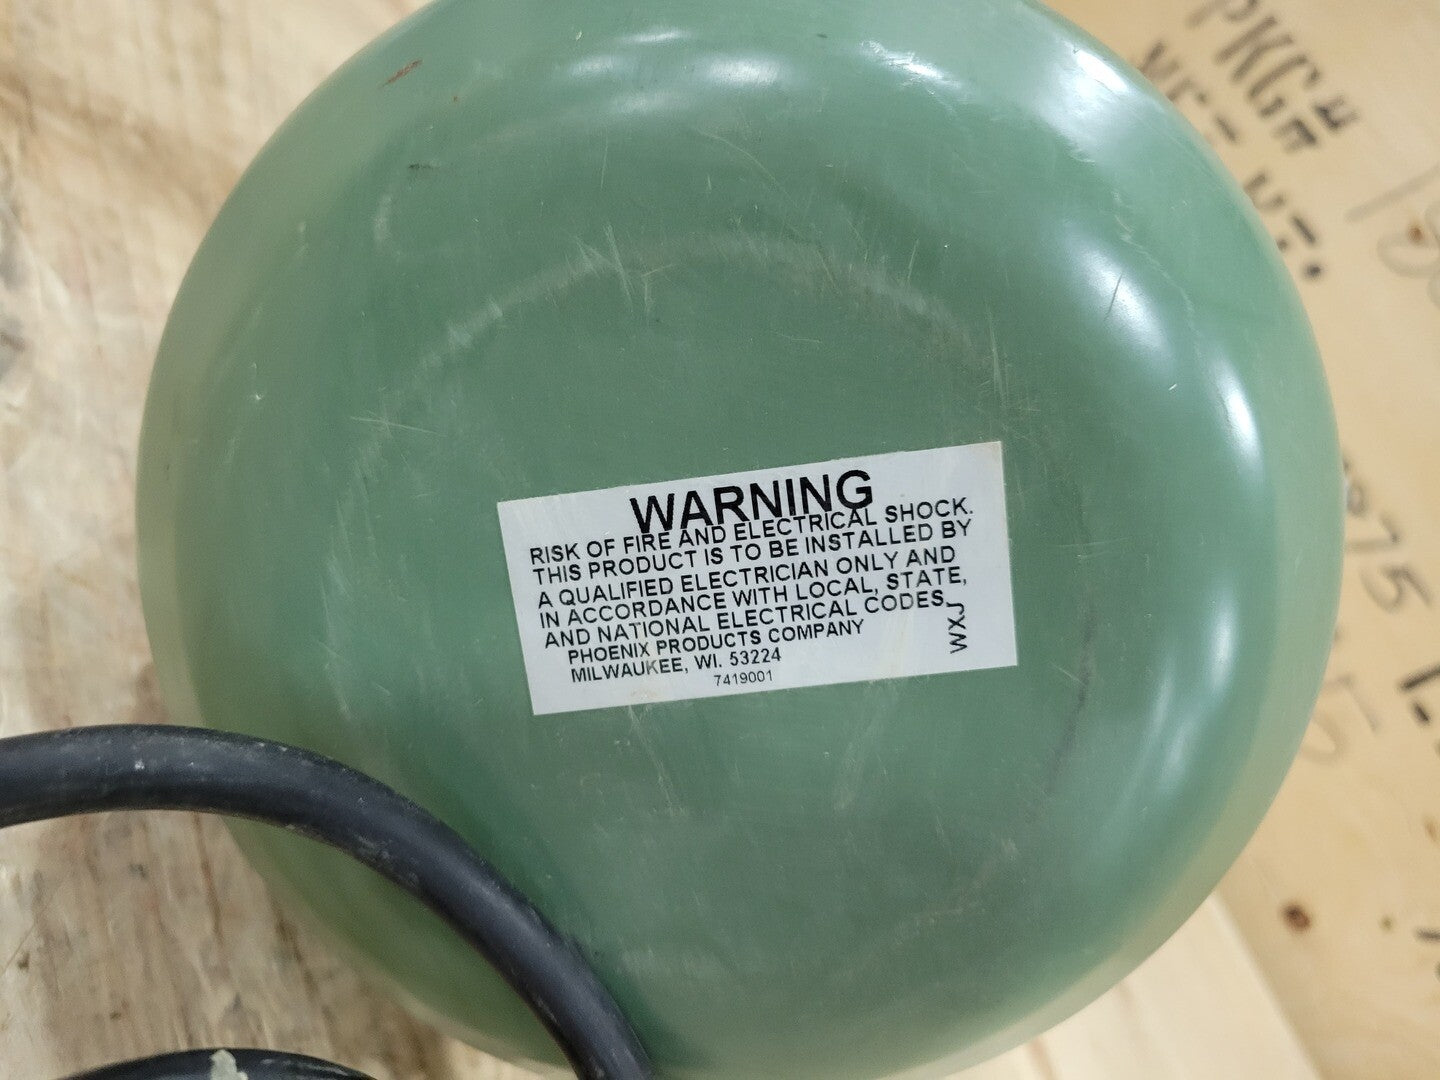 WARNING
RISK OF FIRE AND ELECTRICAL SHOCK.
THIS PRODUCT IS TO BE INSTALLED BY
A QUALIFIED ELECTRICIAN ONLY AND
IN ACCORDANCE WITH LOCAL, STATE,
AND NATIONAL ELECTRICAL CODES.
PHOENIX PRODUCTS COMPANY
MILWAUKEE, WI. 53224
7419001
WXJ
PKG#